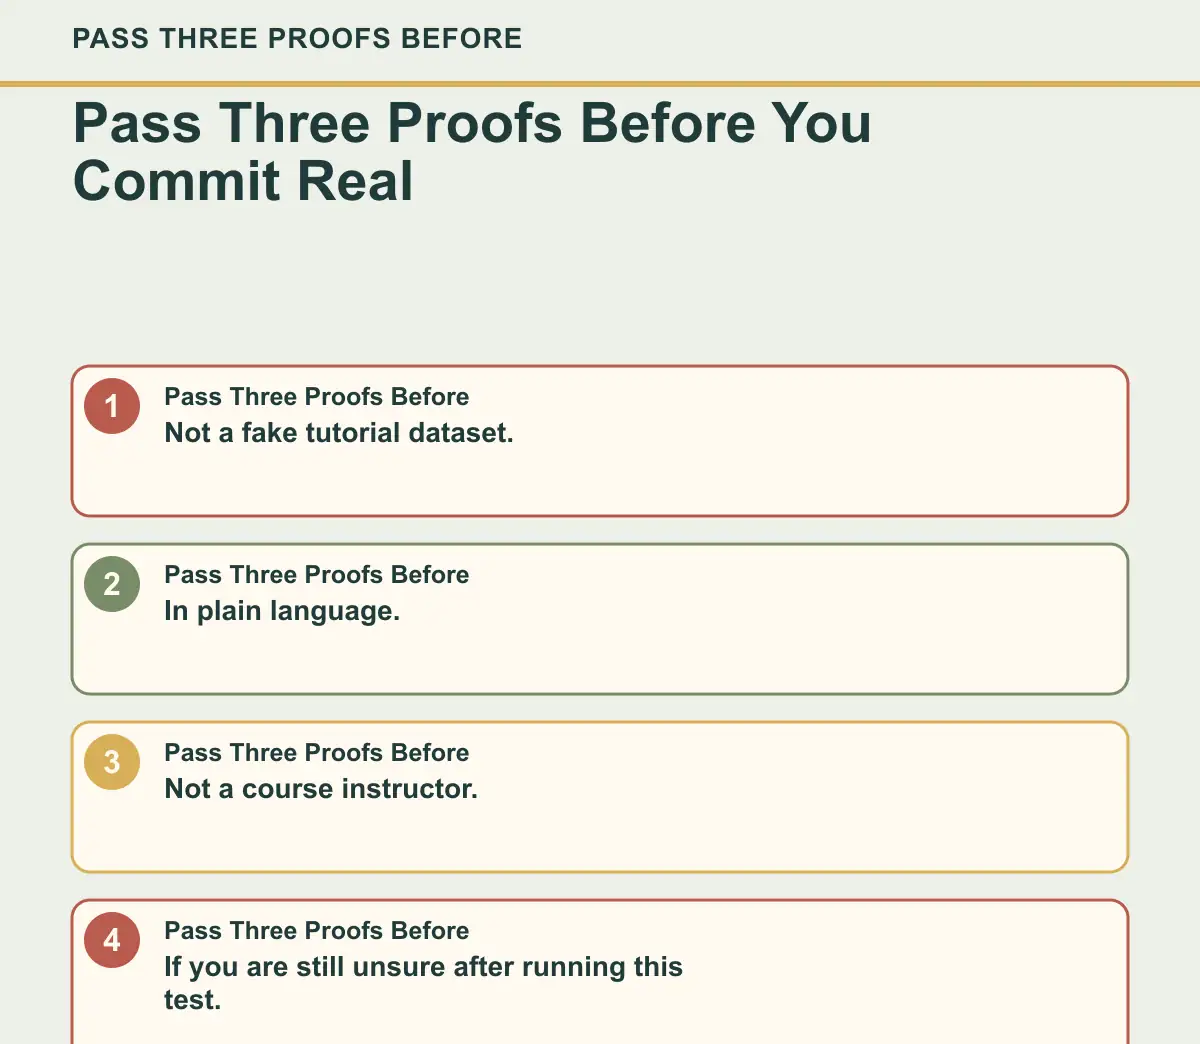 PASS THREE PROOFS BEFORE
Pass Three Proofs Before You
Commit Real
1
Pass Three Proofs Before
Not a fake tutorial dataset.
2
Pass Three Proofs Before
In plain language.
3
Pass Three Proofs Before
Not a course instructor.
4
Pass Three Proofs Before
If you are still unsure after running this
test.